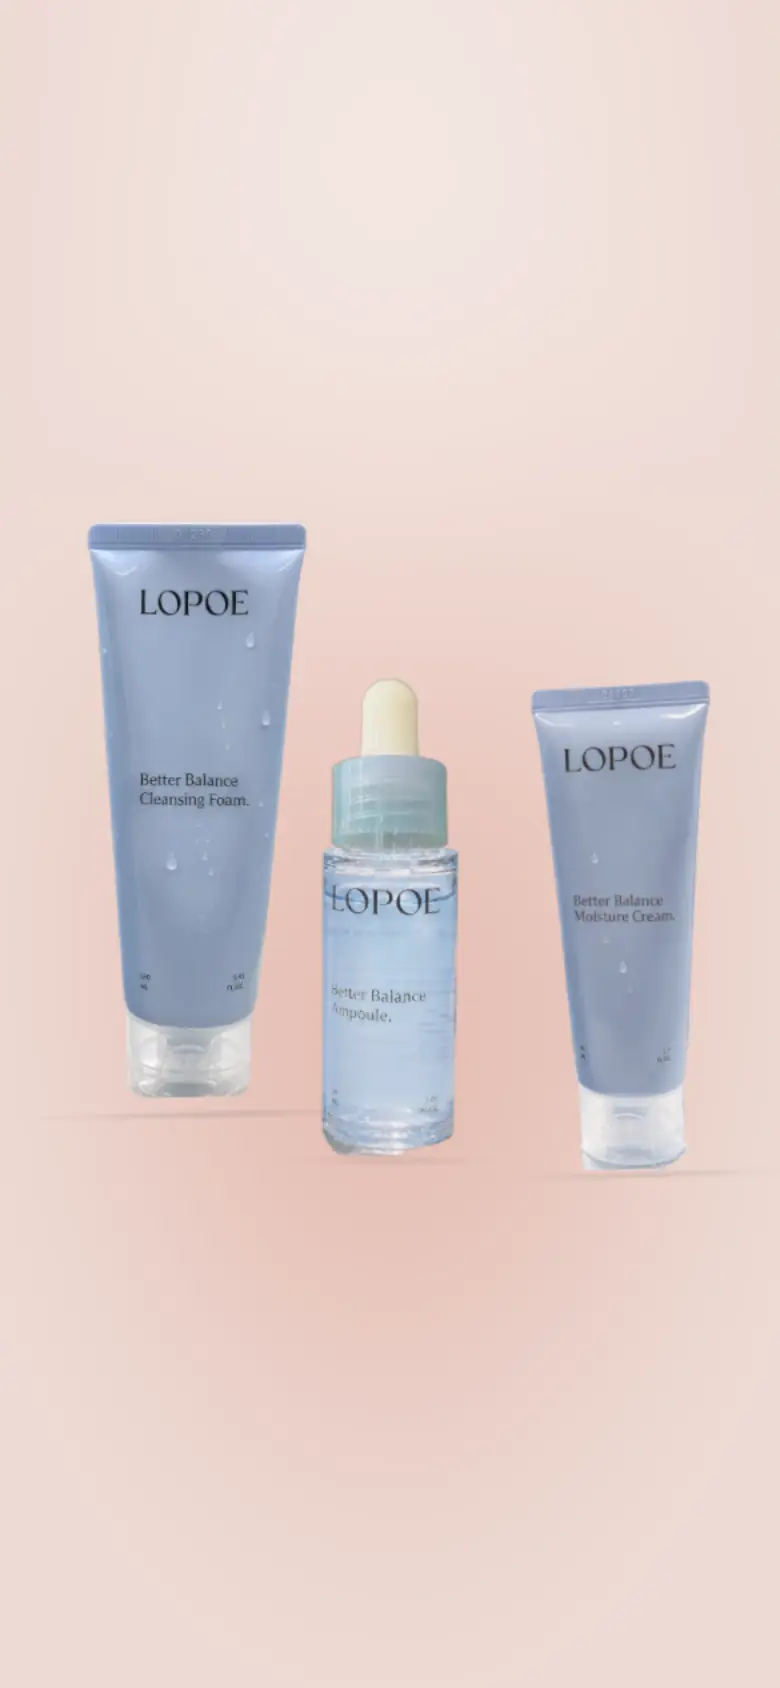 LOPOE
Better Balance
Cleansing Foam.
LOPOE
Better Balance
Ampoule.
LOPOE
Better Balance
Moisture Cream.